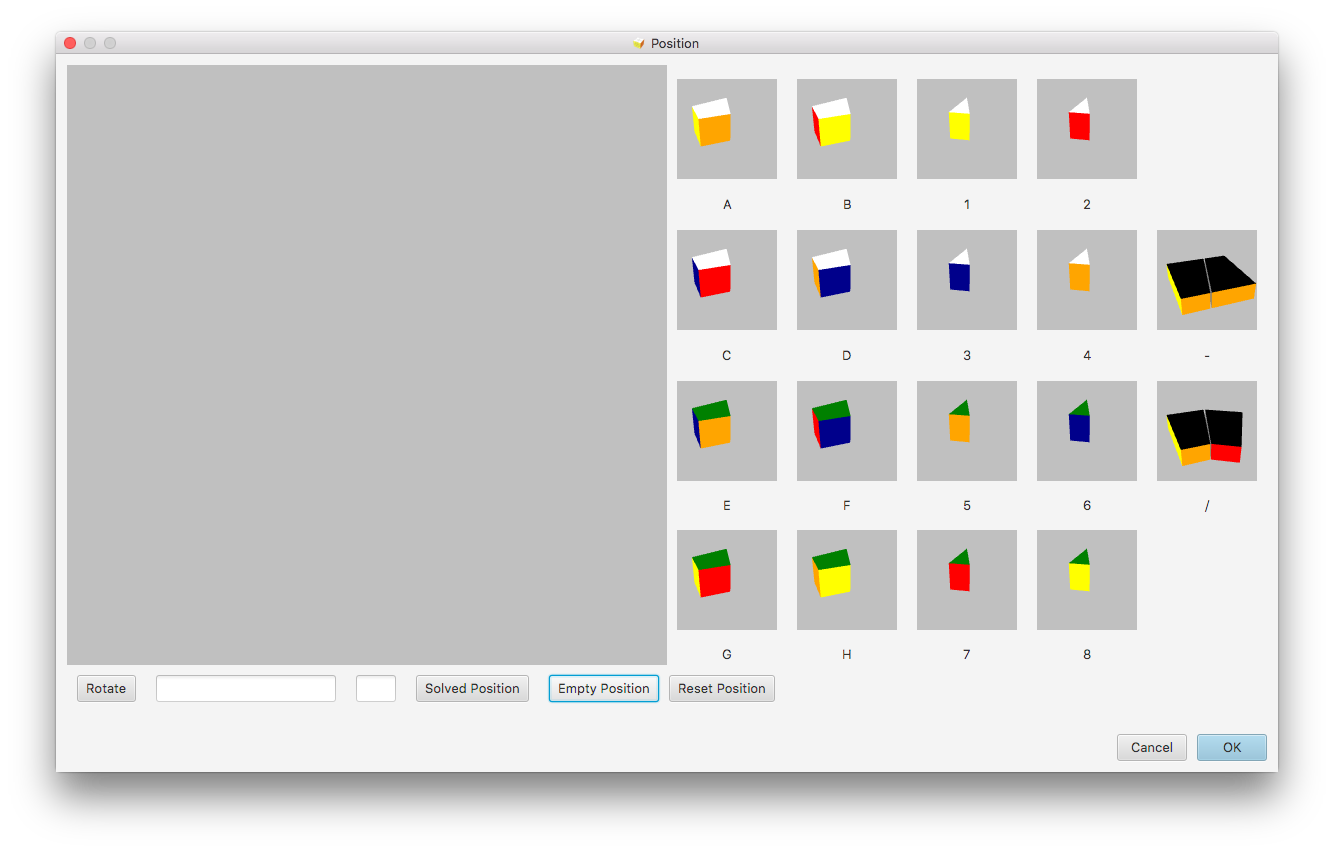 Position
A B 1 2
C D 3 4 -
E F 5 6 /
G H 7 8
Rotate Solved Position Empty Position Reset Position
Cancel OK